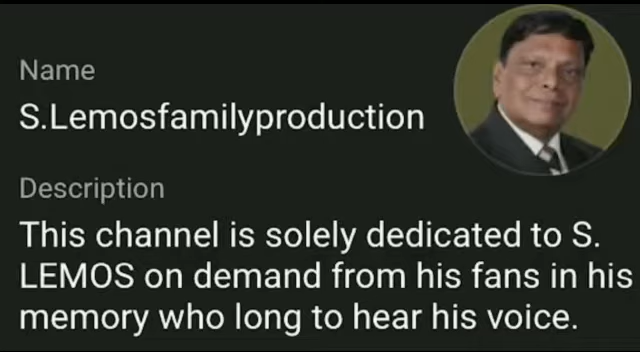 Name
S.Lemosfamilyproduction
Description
This channel is solely dedicated to S.
LEMOS on demand from his fans in his
memory who long to hear his voice.